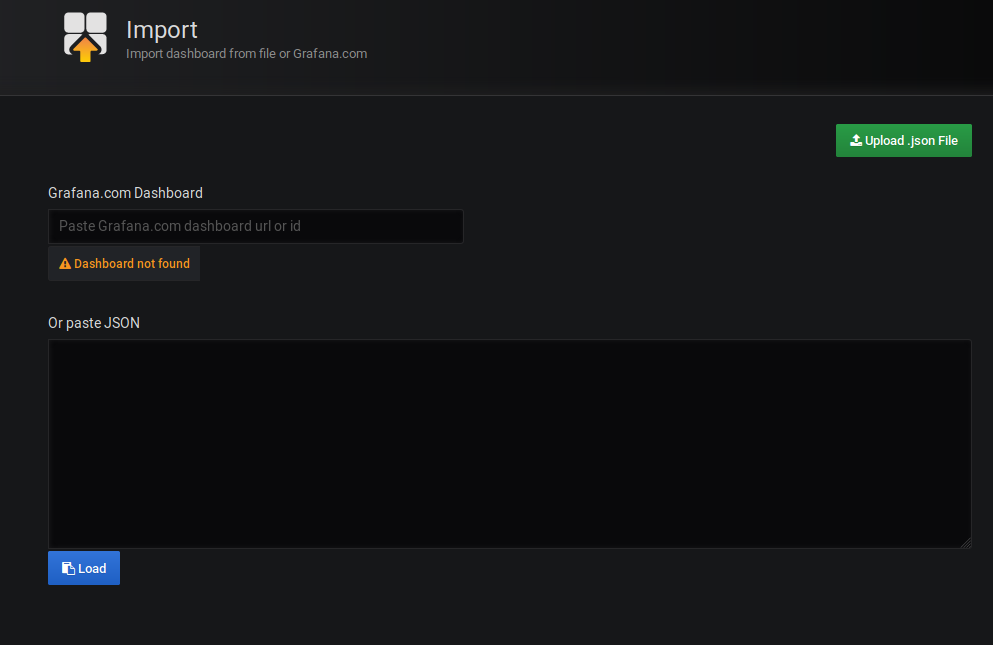 Import
Import dashboard from file or Grafana.com
Upload .json File
Grafana.com Dashboard
Paste Grafana.com dashboard url or id
Dashboard not found
Or paste JSON
Load